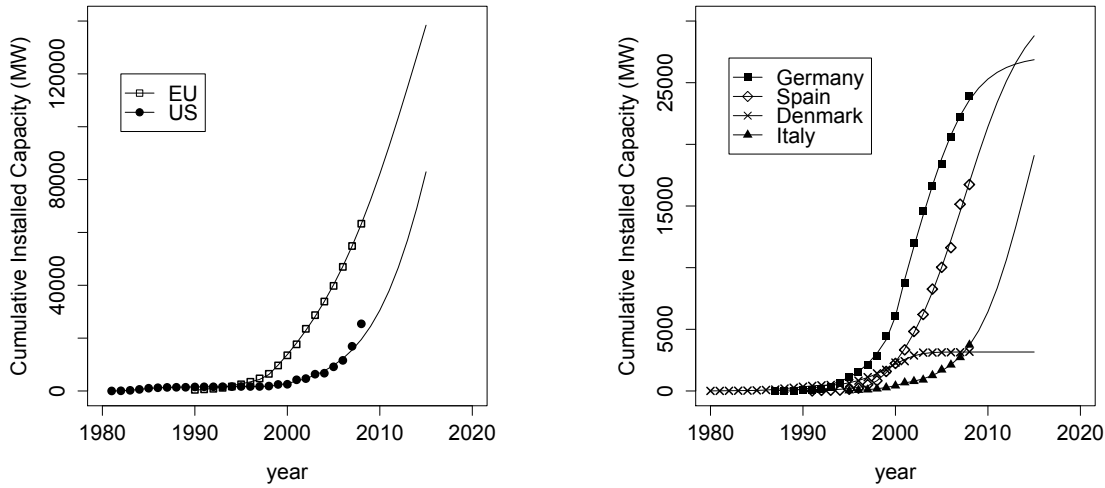 Cumulative Installed Capacity (MW)
0
40000
80000
120000
EU
US
1980
1990
2000
2010
2020
year
Cumulative Installed Capacity (MW)
0
5000
15000
25000
Germany
Spain
Denmark
Italy
1980
1990
2000
2010
2020
year